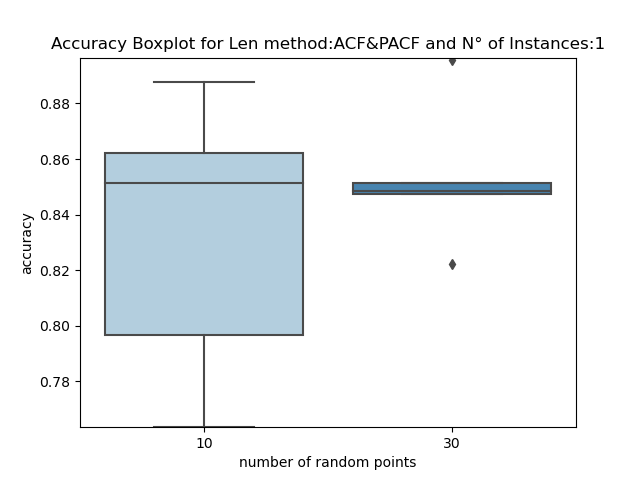 Accuracy Boxplot for Len method:ACF&PACF and N° of Instances:1
0.88
0.86
0.84
0.82
0.80
0.78
accuracy
10 30
number of random points